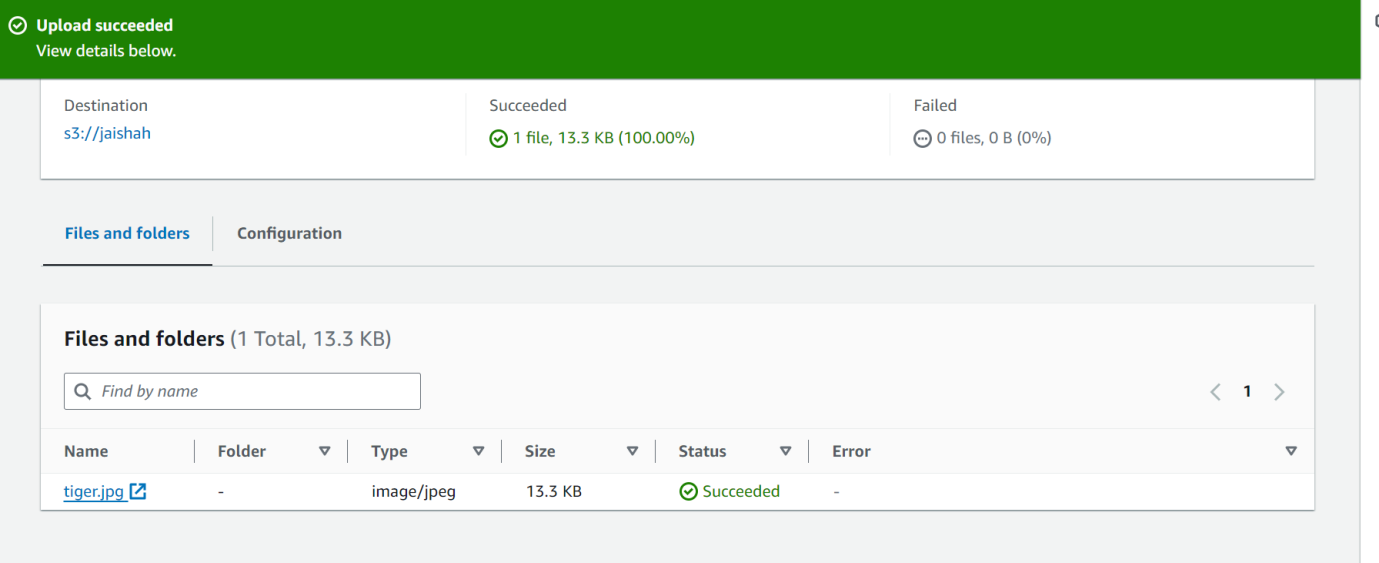 Upload succeeded
View details below.
Destination
s3://jaishah
Succeeded
1 file, 13.3 KB (100.00%)
Failed
0 files, 0 B (0%)
Files and folders
Configuration
Files and folders (1 Total, 13.3 KB)
Find by name
1
Name Folder Type Size Status Error
tiger.jpg - image/jpeg 13.3 KB Succeeded -